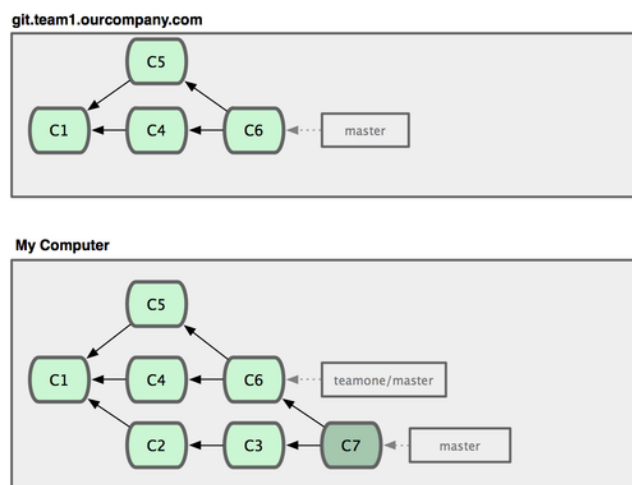 git.team1.ourcompany.com
C5
C1
C4
C6
master
My Computer
C5
C1
C4
C6
teamone/master
C2
C3
C7
master